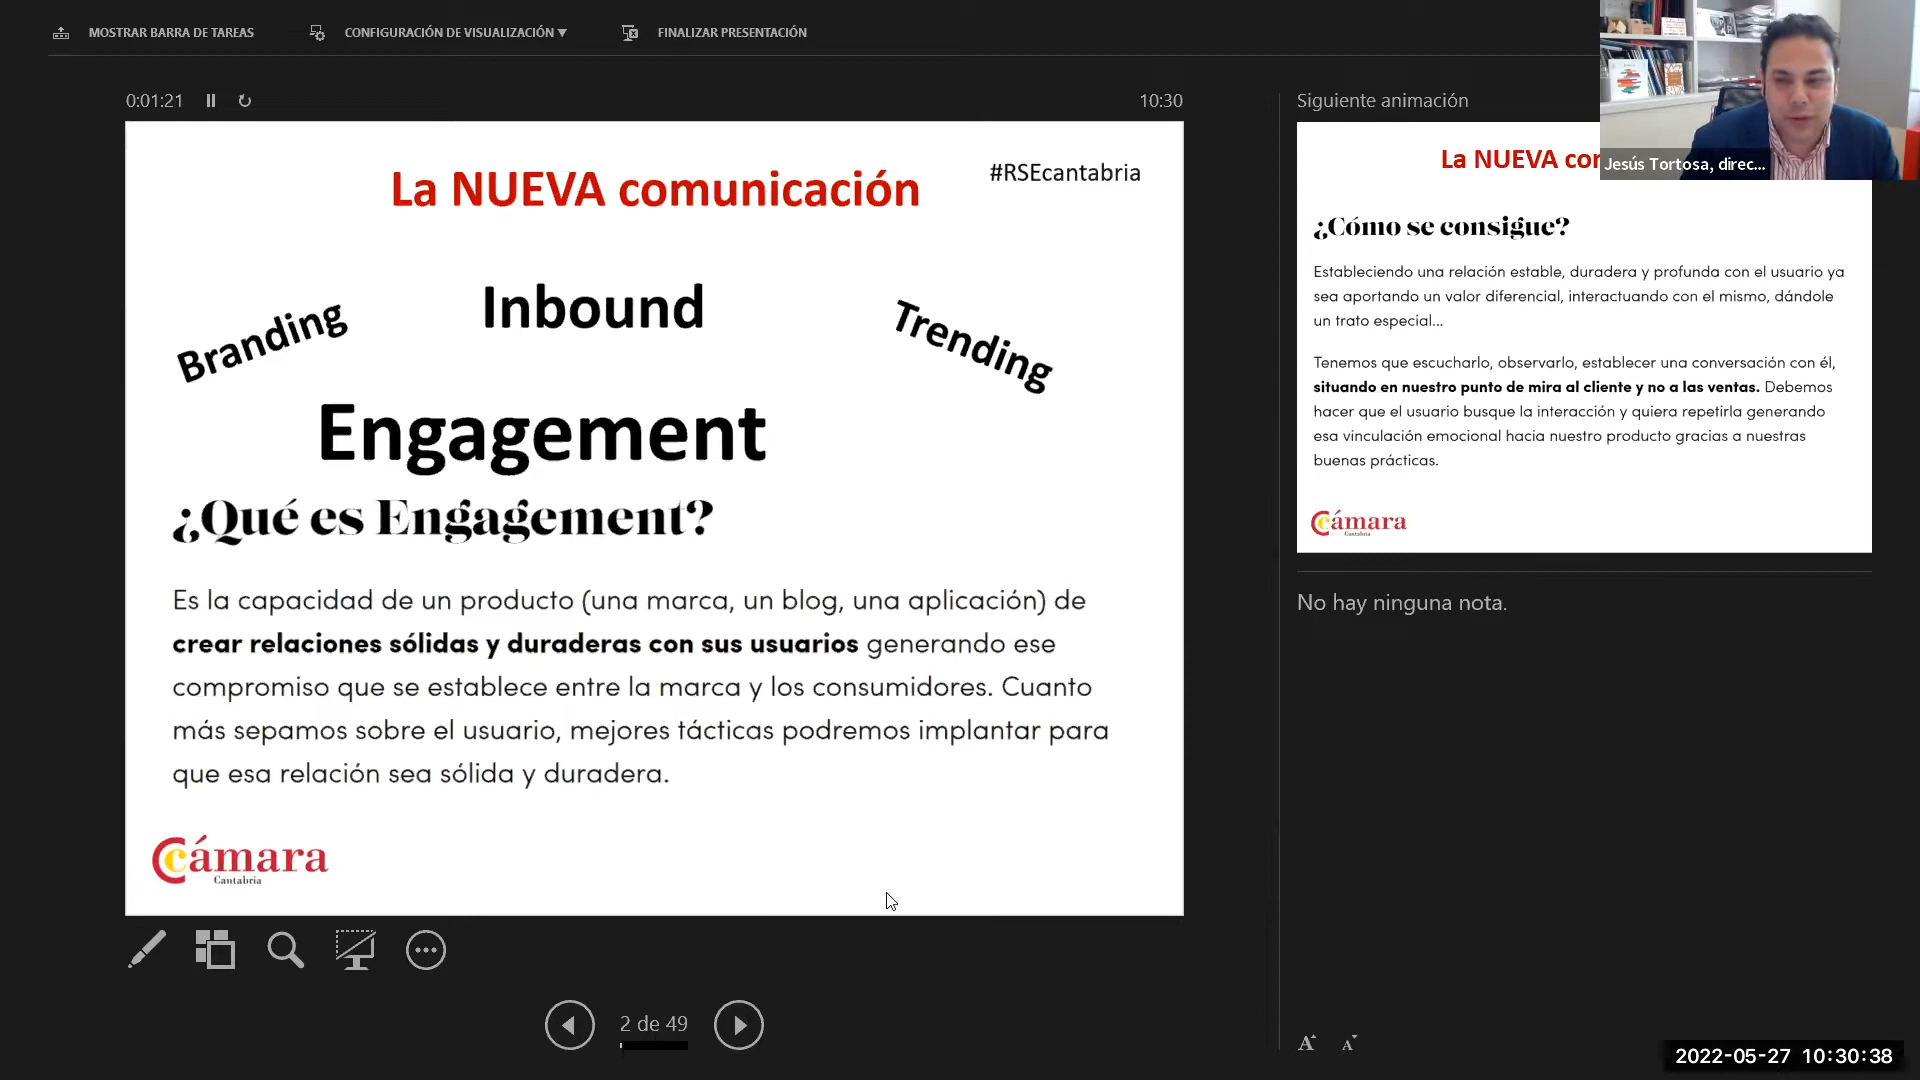 MOSTRAR BARRA DE TAREAS
CONFIGURACIÓN DE VISUALIZACIÓN ▼
FINALIZAR PRESENTACIÓN
0:01:21
10:30
La NUEVA comunicación
#RSEcantabria
Branding
Inbound
Trending
Engagement
¿Qué es Engagement?
Es la capacidad de un producto (una marca, un blog, una aplicación) de
crear relaciones sólidas y duraderas con sus usuarios generando ese
compromiso que se establece entre la marca y los consumidores. Cuanto
más sepamos sobre el usuario, mejores tácticas podremos implantar para
que esa relación sea sólida y duradera.
Cámara
Cantabria
2 de 49
Siguiente animación
Jesús Tortosa, direc...
La NUEVA co
¿Cómo se consigue?
Estableciendo una relación estable, duradera y profunda con el usuario ya
sea aportando un valor diferencial, interactuando con el mismo, dándole
un trato especial...
Tenemos que escucharlo, observarlo, establecer una conversación con él,
situando en nuestro punto de mira al cliente y no a las ventas. Debemos
hacer que el usuario busque la interacción y quiera repetirla generando
esa vinculación emocional hacia nuestro producto gracias a nuestras
buenas prácticas.
Cámara
Cantabria
No hay ninguna nota.
A A
2022-05-27 10:30:38